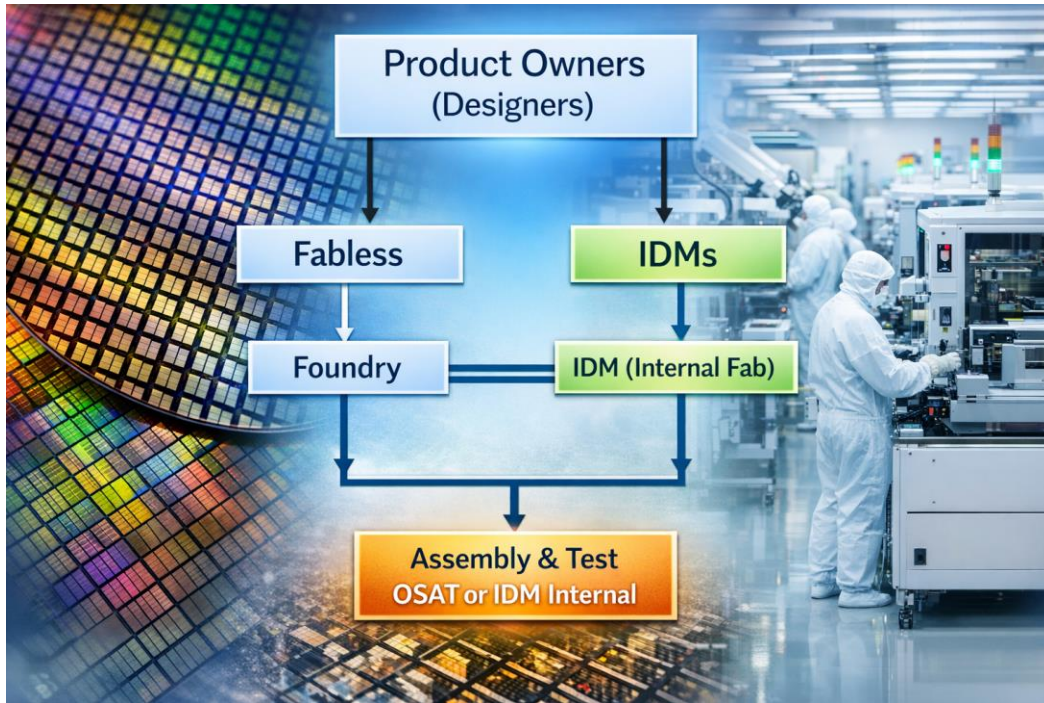 Product Owners
(Designers)
Fabless
IDMs
Foundry
IDM (Internal Fab)
Assembly & Test
OSAT or IDM Internal